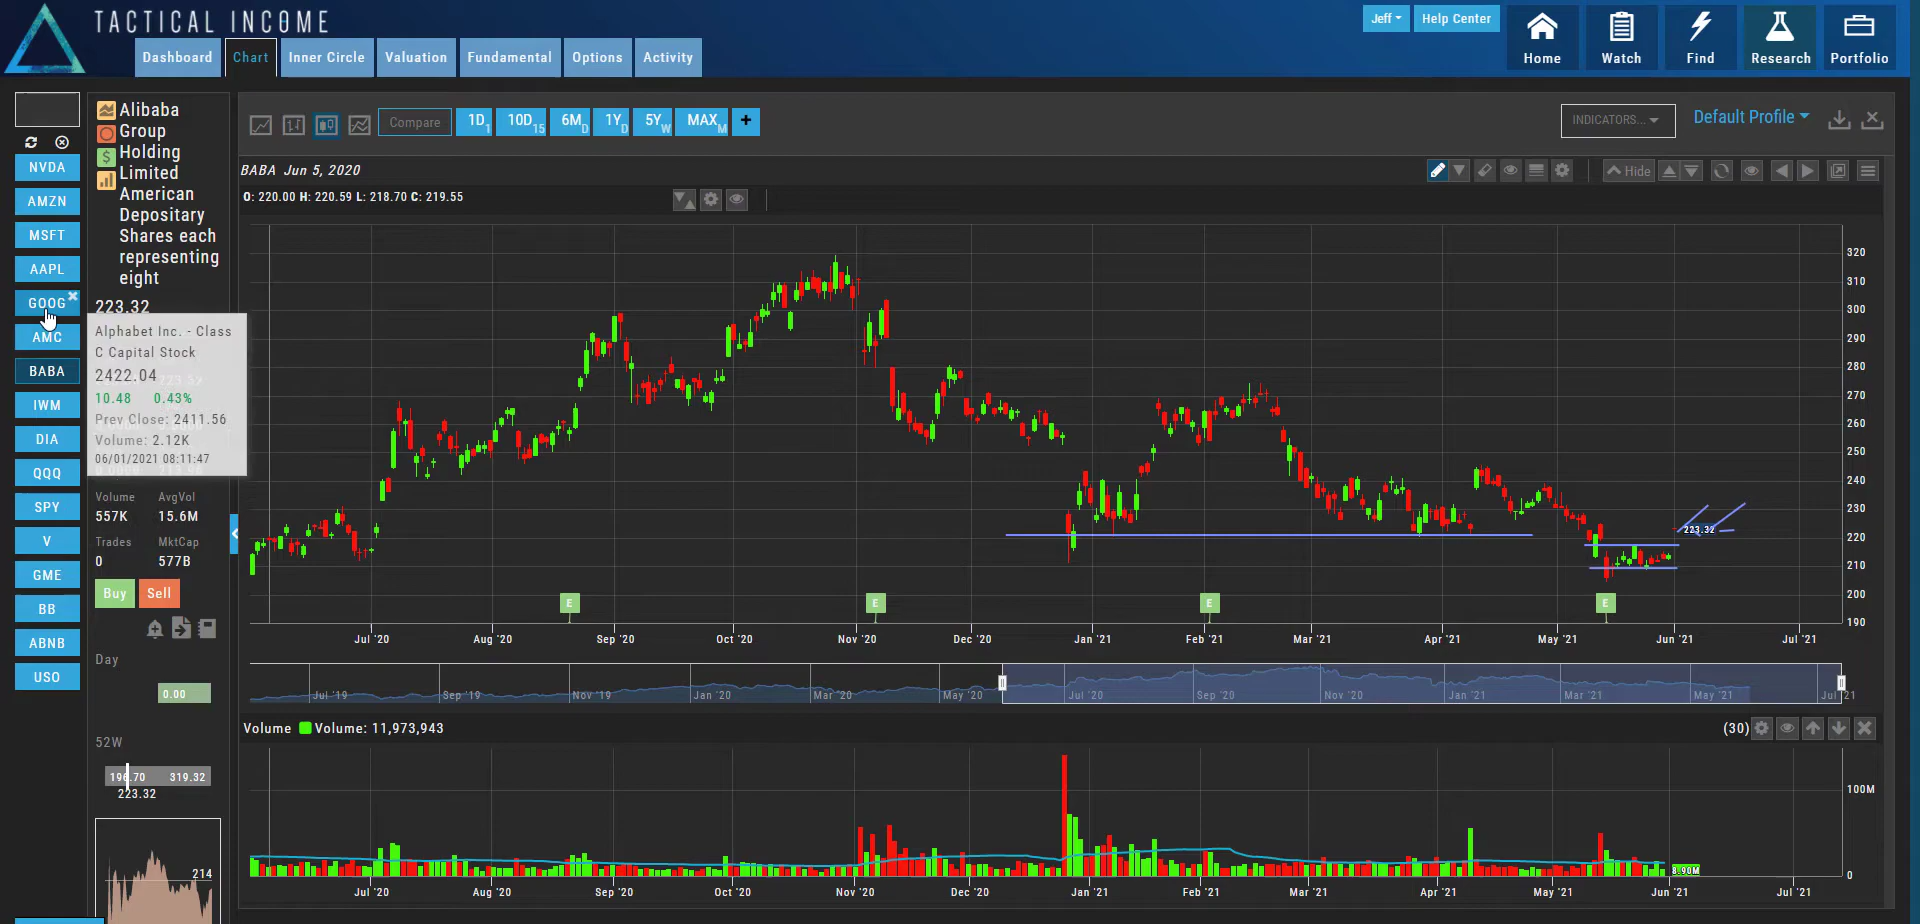 TACTICAL INCOME
Jeff
Help Center
Home
Watch
Find
Research
Portfolio
Dashboard
Chart
Inner Circle
Valuation
Fundamental
Options
Activity
NVDA
AMZN
MSFT
AAPL
GOOG
AMC
BABA
IWM
DIA
QQQ
SPY
V
GME
BB
ABNB
USO
Alibaba
Group
Holding
Limited
American
Depositary
Shares each
representing
eight
223.32
Alphabet Inc. - Class
C Capital Stock
2422.04
10.48 0.43%
Prev Close: 2411.56
Volume: 2.12K
06/01/2021 08:11:47
Volume AvgVol
557K 15.6M
Trades MktCap
0 577B
Buy Sell
Day
0.00
52W
196.70 319.32
223.32
214
Compare
1D 1
10D 15
6M D
1Y D
5Y W
MAX M
+
INDICATORS...
Default Profile
BABA Jun 5, 2020
Hide
O: 220.00 H: 220.59 L: 218.70 C: 219.55
320
310
300
290
280
270
260
250
240
230
220
210
200
190
223.32
E E E E
Jul '20 Aug '20 Sep '20 Oct '20 Nov '20 Dec '20 Jan '21 Feb '21 Mar '21 Apr '21 May '21 Jun '21 Jul '21
Jul '19 Sep '19 Nov '19 Jan '20 Mar '20 May '20 Jul '20 Sep '20 Nov '20 Jan '21 Mar '21 May '21 Jul '21
Volume Volume: 11,973,943
(30)
100M
0
8.90M
Jul '20 Aug '20 Sep '20 Oct '20 Nov '20 Dec '20 Jan '21 Feb '21 Mar '21 Apr '21 May '21 Jun '21 Jul '21